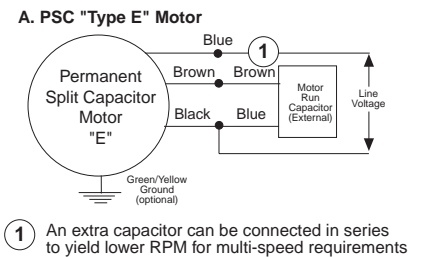 A. PSC "Type E" Motor
Blue
1
Brown Brown
Permanent
Split Capacitor
Motor
"E"
Motor
Run
Capacitor
(External)
Line
Voltage
Black Blue
Green/Yellow
Ground
(optional)
1 An extra capacitor can be connected in series
to yield lower RPM for multi-speed requirements